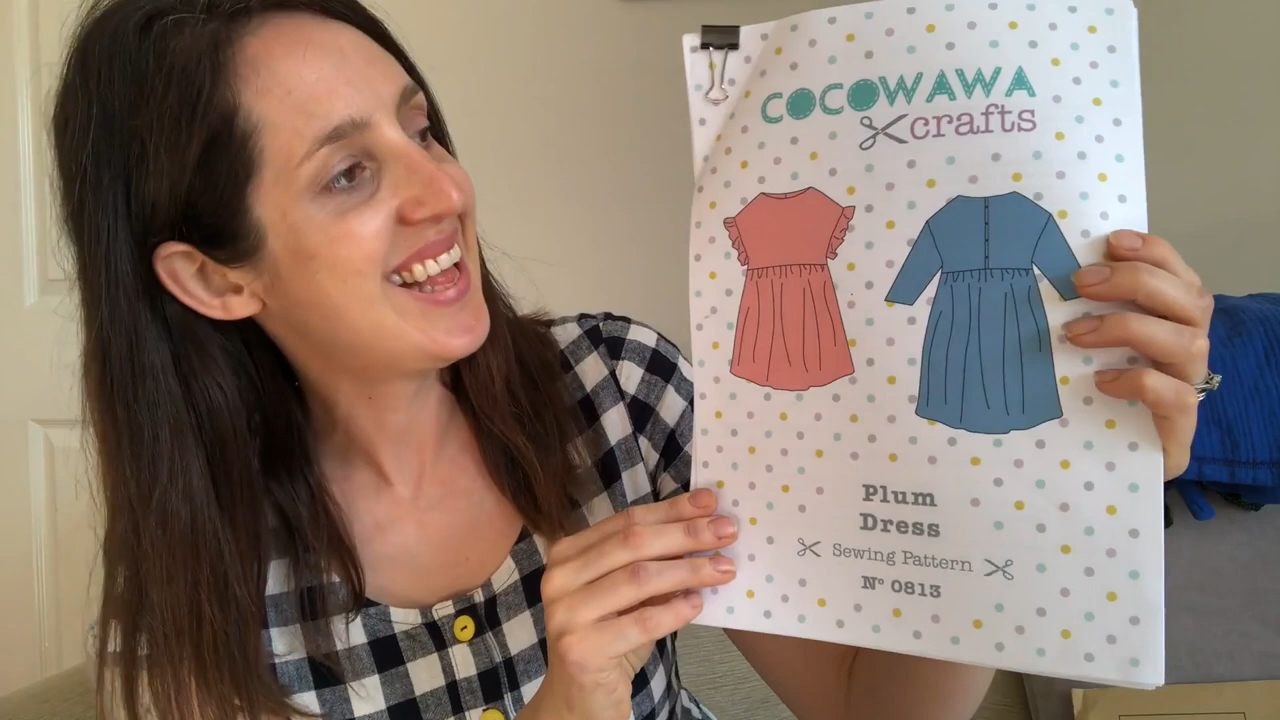 COCOWAWA
crafts
Plum
Dress
Sewing Pattern
Nº 0813